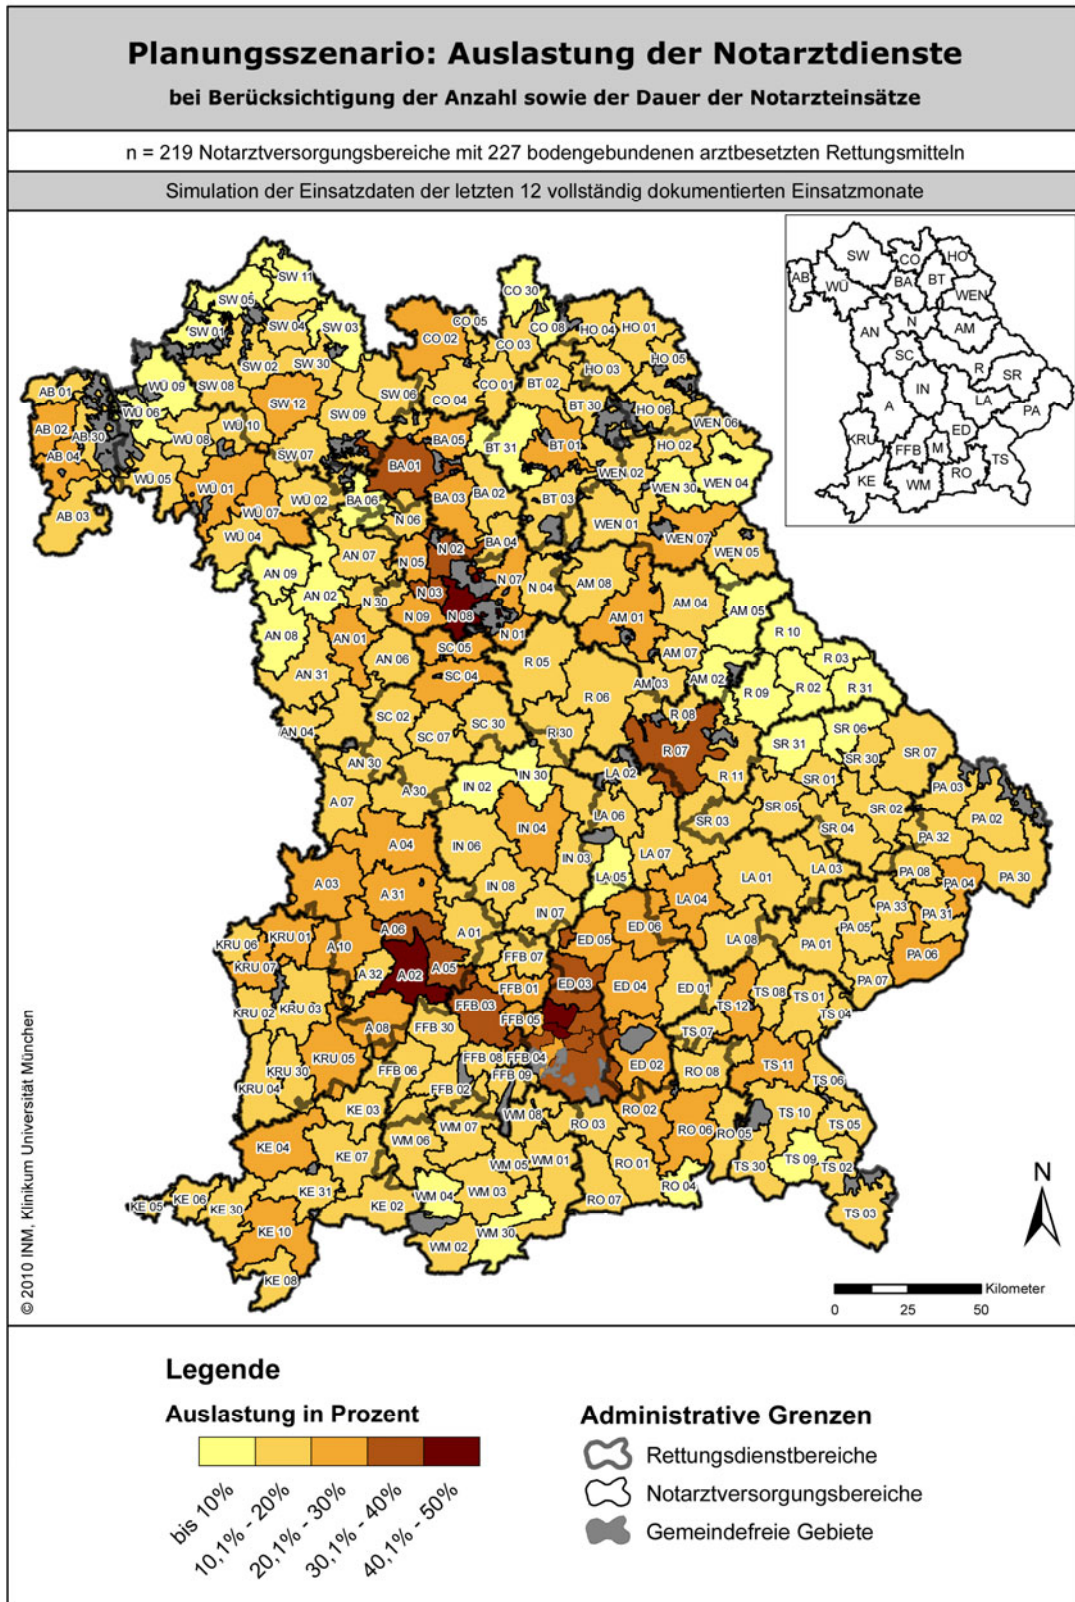 Planungsszenario: Auslastung der Notarztdienste
bei Berücksichtigung der Anzahl sowie der Dauer der Notarzteinsätze
n = 219 Notarztversorgungsbereiche mit 227 bodengebundenen arztbesetzten Rettungsmitteln
Simulation der Einsatzdaten der letzten 12 vollständig dokumentierten Einsatzmonate
SW
CO
HO
AB
WÜ
BA
BT
WEN
AN
N
AM
SC
R
SR
IN
LA
A
PA
ED
KRU
FFB
M
TS
RO
KE
WM
SW 11
SW 05
SW 01
SW 04
SW 03
SW 02
SW 30
SW 08
SW 12
SW 06
SW 09
SW 07
CO 30
CO 05
CO 02
CO 08
CO 03
CO 01
CO 04
HO 04
HO 01
HO 05
HO 03
HO 06
HO 02
AB 01
AB 02
AB 30
AB 04
AB 03
WÜ 09
WÜ 06
WÜ 10
WÜ 08
WÜ 05
WÜ 01
WÜ 02
WÜ 07
WÜ 04
BT 02
BT 30
BT 31
BT 01
BT 03
BA 05
BA 01
BA 06
BA 03
BA 02
BA 04
WEN 06
WEN 02
WEN 30
WEN 04
WEN 01
WEN 07
WEN 05
N 06
N 02
N 05
N 03
N 07
N 04
N 09
N 08
N 01
AN 07
AN 09
AN 02
N 30
AN 08
AN 01
AN 06
AN 31
AN 04
AN 30
AM 08
AM 04
AM 01
AM 05
AM 07
AM 03
AM 02
SC 05
SC 04
SC 02
SC 07
SC 30
R 05
R 06
R 30
R 10
R 03
R 09
R 02
R 31
R 08
R 07
R 11
SR 06
SR 31
SR 30
SR 07
SR 01
SR 05
SR 02
SR 03
SR 04
PA 03
PA 02
PA 32
PA 08
PA 04
PA 30
PA 33
PA 31
PA 05
PA 01
PA 06
PA 07
IN 02
IN 30
IN 04
IN 06
IN 03
IN 08
IN 07
LA 02
LA 06
LA 07
LA 05
LA 01
LA 03
LA 04
LA 08
A 07
A 30
A 04
A 03
A 31
A 06
A 01
A 10
A 32
A 02
A 05
A 08
KRU 06
KRU 01
KRU 07
KRU 02
KRU 03
KRU 05
KRU 30
KRU 04
FFB 07
FFB 01
FFB 03
FFB 05
FFB 30
FFB 08
FFB 04
FFB 09
FFB 06
FFB 02
ED 05
ED 06
ED 03
ED 04
ED 01
ED 02
TS 12
TS 08
TS 01
TS 04
TS 07
TS 11
TS 06
TS 10
TS 05
TS 09
TS 02
TS 30
TS 03
RO 08
RO 02
RO 06
RO 05
RO 03
RO 01
RO 04
RO 07
KE 03
KE 04
KE 07
KE 31
KE 02
KE 05
KE 06
KE 30
KE 10
KE 08
WM 08
WM 07
WM 06
WM 05
WM 01
WM 04
WM 03
WM 30
WM 02
N
Kilometer
0 25 50
© 2010 INM, Klinikum Universität München
Legende
Auslastung in Prozent
bis 10%
10,1% - 20%
20,1% - 30%
30,1% - 40%
40,1% - 50%
Administrative Grenzen
Rettungsdienstbereiche
Notarztversorgungsbereiche
Gemeindefreie Gebiete